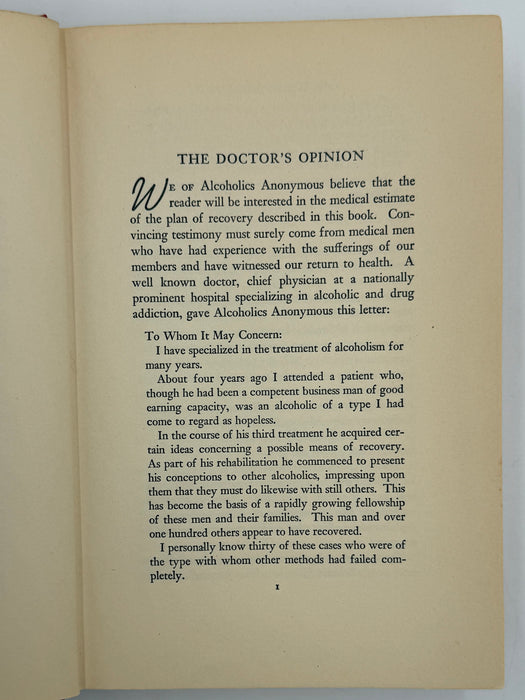 THE DOCTOR'S OPINION
WE OF Alcoholics Anonymous believe that the
reader will be interested in the medical estimate
of the plan of recovery described in this book. Con-
vincing testimony must surely come from medical men
who have had experience with the sufferings of our
members and have witnessed our return to health. A
well known doctor, chief physician at a nationally
prominent hospital specializing in alcoholic and drug
addiction, gave Alcoholics Anonymous this letter:
To Whom It May Concern:
I have specialized in the treatment of alcoholism for
many years.
About four years ago I attended a patient who,
though he had been a competent business man of good
earning capacity, was an alcoholic of a type I had
come to regard as hopeless.
In the course of his third treatment he acquired cer-
tain ideas concerning a possible means of recovery.
As part of his rehabilitation he commenced to present
his conceptions to other alcoholics, impressing upon
them that they must do likewise with still others. This
has become the basis of a rapidly growing fellowship
of these men and their families. This man and over
one hundred others appear to have recovered.
I personally know thirty of these cases who were of
the type with whom other methods had failed com-
pletely.
1